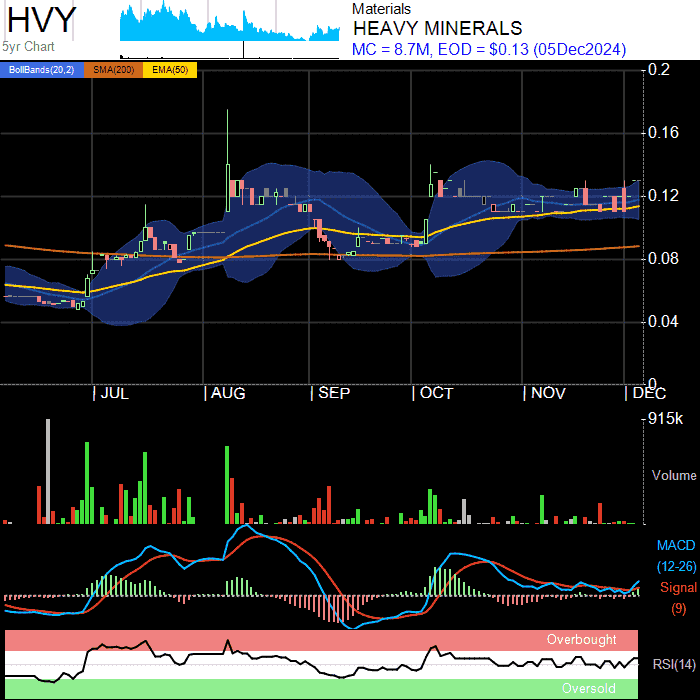 HVY
5yr Chart
Materials
HEAVY MINERALS
MC = 8.7M, EOD = $0.13 (05Dec2024)
BollBands(20,2) SMA(200) EMA(50)
0.2
0.16
0.12
0.08
0.04
0
JUL AUG SEP OCT NOV DEC
915k
Volume
MACD
(12-26)
Signal
(9)
Overbought
RSI(14)
Oversold